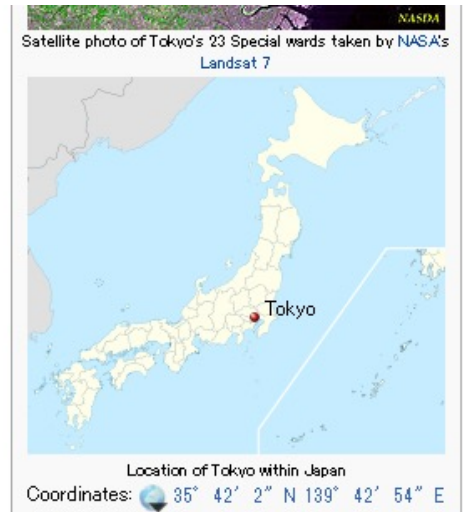 NASDA
Satellite photo of Tokyo's 23 Special wards taken by NASA's
Landsat 7
Tokyo
Location of Tokyo within Japan
Coordinates: 35° 42′ 2″ N 139° 42′ 54″ E